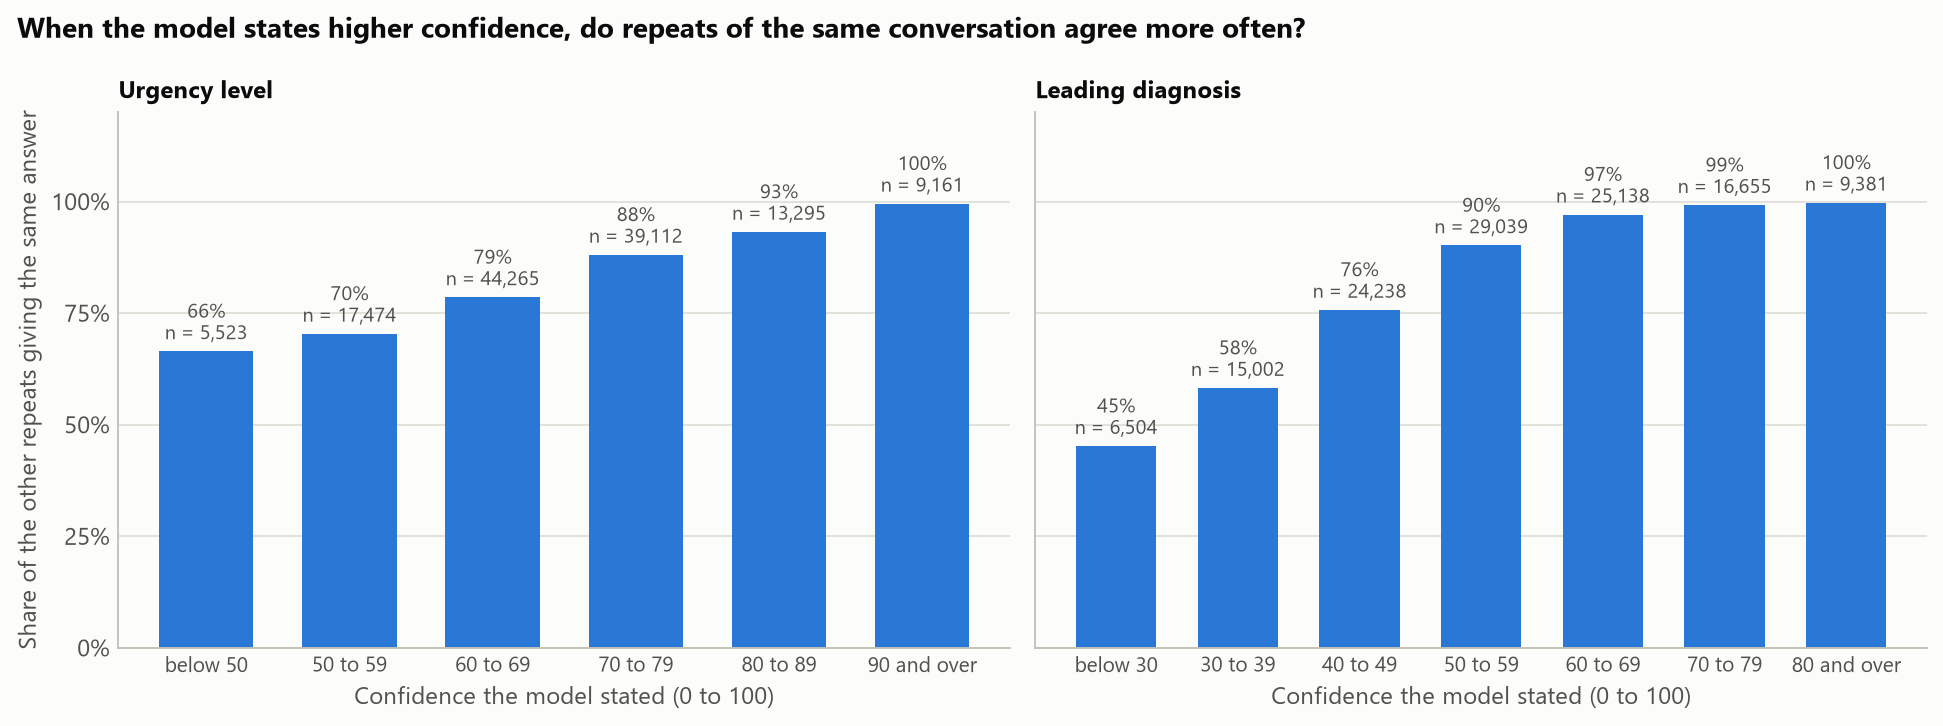 When the model states higher confidence, do repeats of the same conversation agree more often?
Urgency level
Share of the other repeats giving the same answer
100%
75%
50%
25%
0%
66%
n = 5,523
70%
n = 17,474
79%
n = 44,265
88%
n = 39,112
93%
n = 13,295
100%
n = 9,161
below 50
50 to 59
60 to 69
70 to 79
80 to 89
90 and over
Confidence the model stated (0 to 100)
Leading diagnosis
45%
n = 6,504
58%
n = 15,002
76%
n = 24,238
90%
n = 29,039
97%
n = 25,138
99%
n = 16,655
100%
n = 9,381
below 30
30 to 39
40 to 49
50 to 59
60 to 69
70 to 79
80 and over
Confidence the model stated (0 to 100)